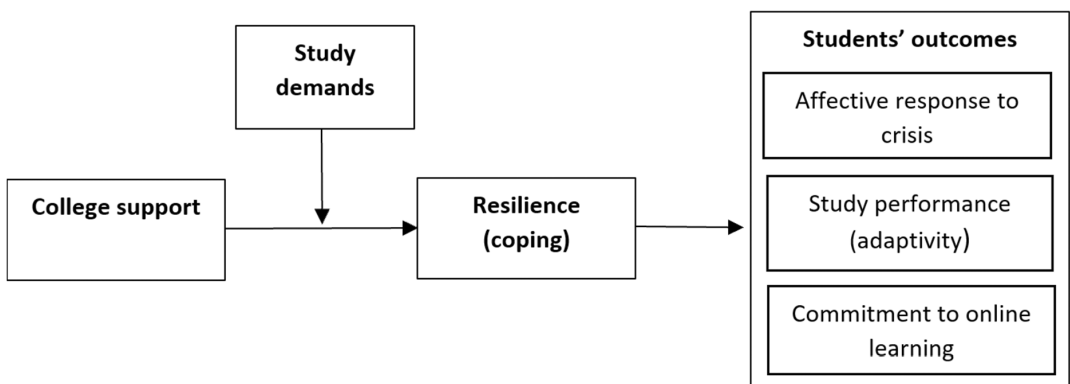 Study
demands
College support
Resilience
(coping)
Students’ outcomes
Affective response to
crisis
Study performance
(adaptivity)
Commitment to online
learning